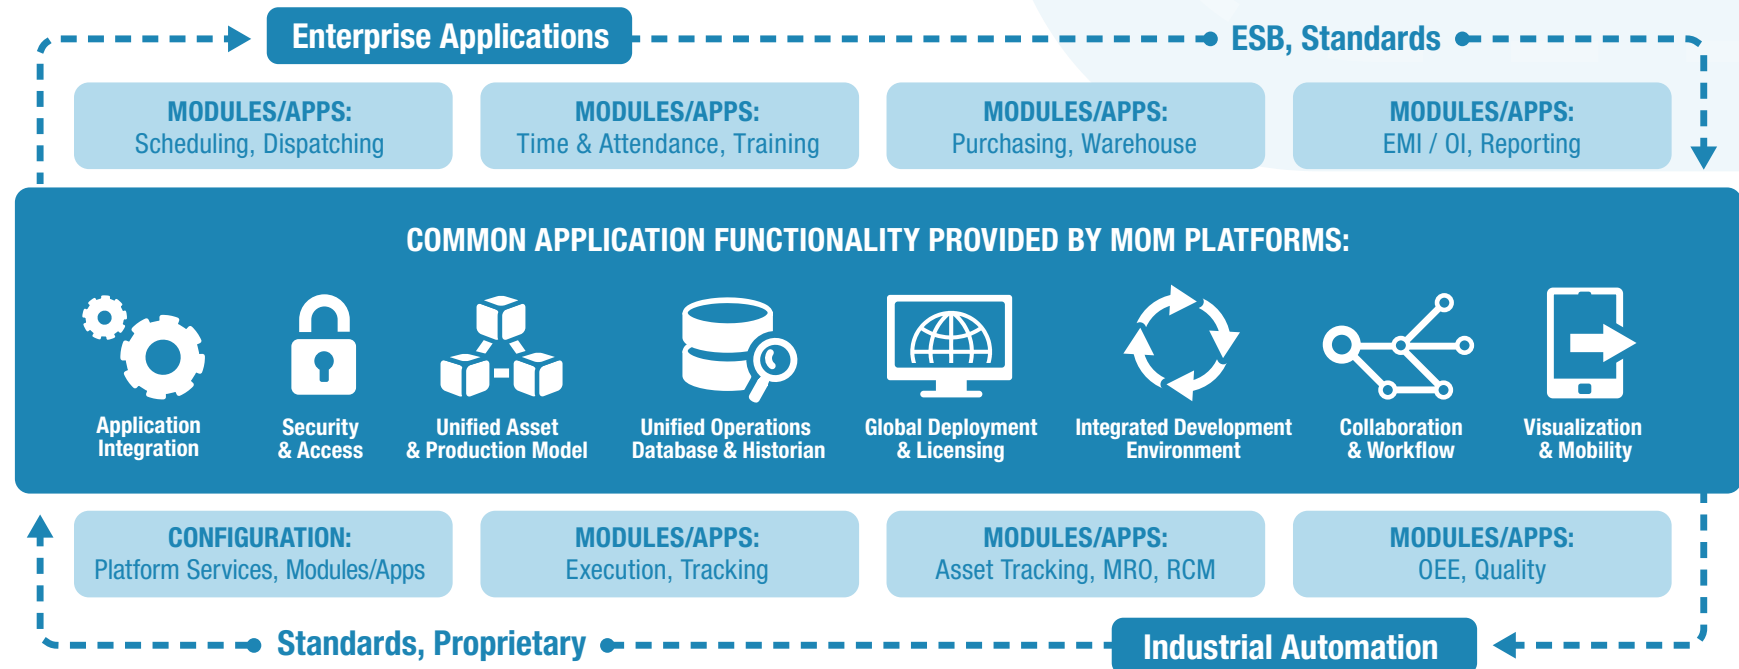 Enterprise Applications
ESB, Standards
MODULES/APPS:
Scheduling, Dispatching
MODULES/APPS:
Time & Attendance, Training
MODULES/APPS:
Purchasing, Warehouse
MODULES/APPS:
EMI / OI, Reporting
COMMON APPLICATION FUNCTIONALITY PROVIDED BY MOM PLATFORMS:
Application
Integration
Security
& Access
Unified Asset
& Production Model
Unified Operations
Database & Historian
Global Deployment
& Licensing
Integrated Development
Environment
Collaboration
& Workflow
Visualization
& Mobility
CONFIGURATION:
Platform Services, Modules/Apps
MODULES/APPS:
Execution, Tracking
MODULES/APPS:
Asset Tracking, MRO, RCM
MODULES/APPS:
OEE, Quality
Standards, Proprietary
Industrial Automation